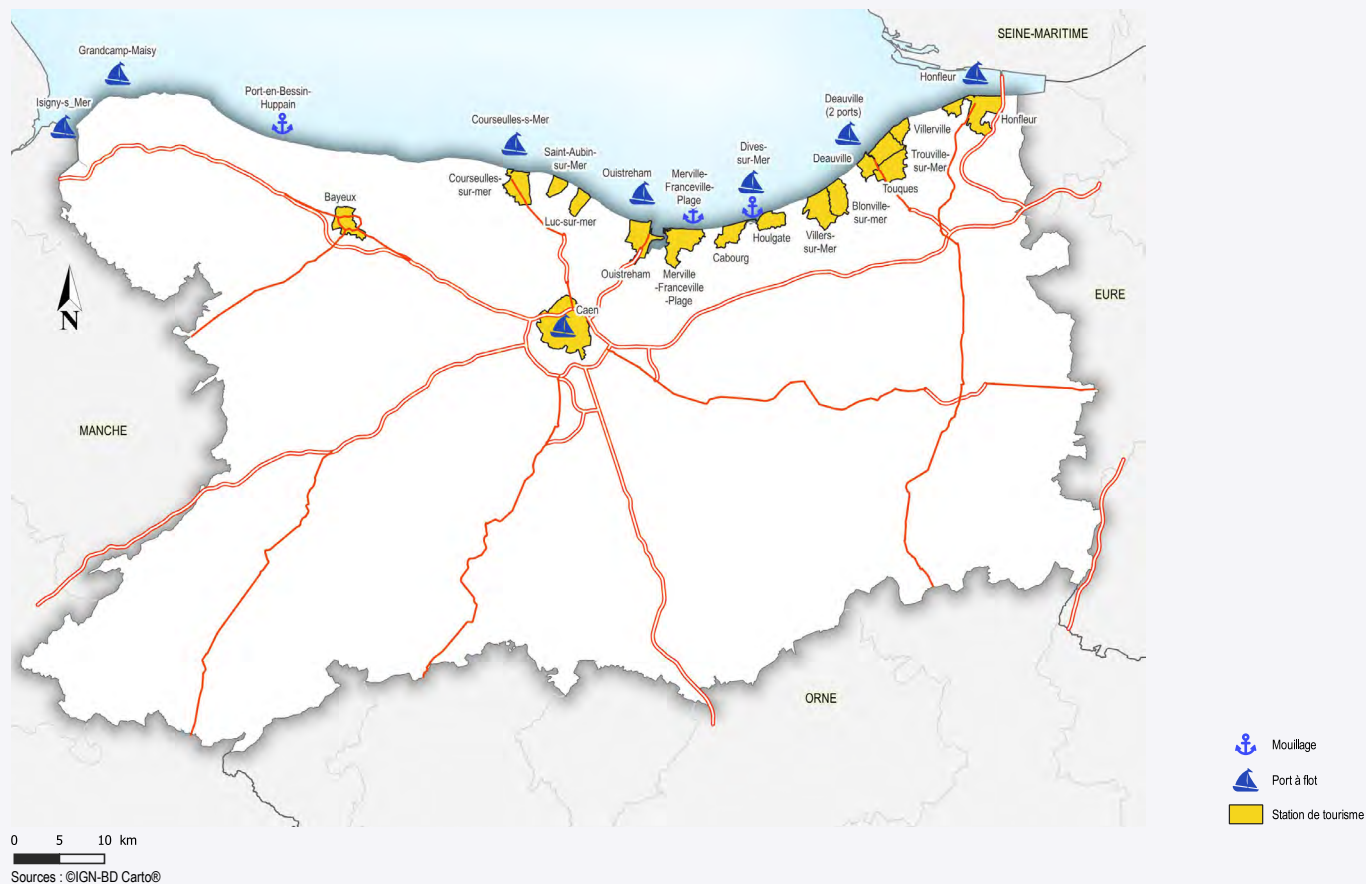 SEINE-MARITIME
Grandcamp-Maisy
Honfleur
Isigny-s_Mer
Port-en-Bessin-
Huppain
Deauville
(2 ports)
Courseulles-s-Mer
Honfleur
Villerville
Saint-Aubin-
sur-Mer
Dives-
sur-Mer
Deauville
Trouville-
sur-Mer
Ouistreham
Merville-
Franceville-
Plage
Courseulles-
sur-mer
Touques
Bayeux
Blonville-
sur-mer
Luc-sur-mer
Houlgate
Villers-
sur-Mer
Cabourg
Ouistreham
Merville
-Franceville
-Plage
EURE
Caen
N
MANCHE
ORNE
Mouillage
Port à flot
Station de tourisme
0 5 10 km
Sources : ©IGN-BD Carto®